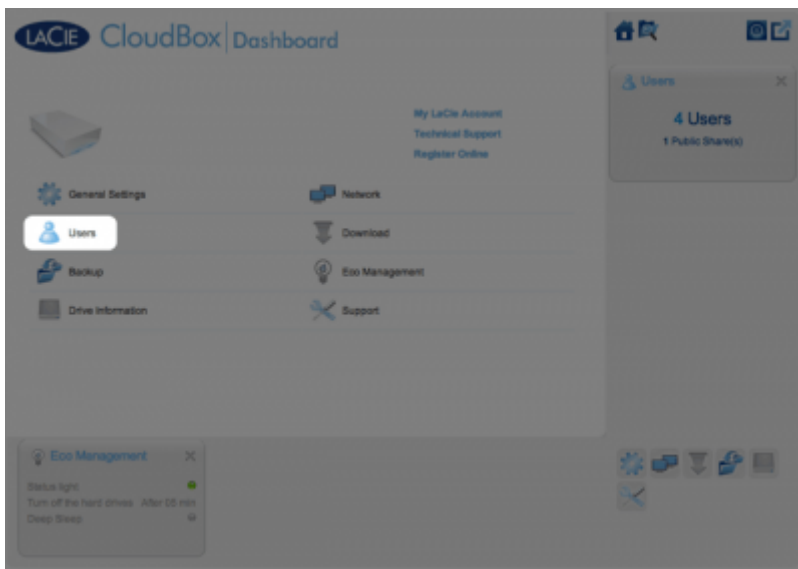 LACIE CloudBox Dashboard
My LaCie Account
Technical Support
Register Online
General Settings
Network
Users
Download
Backup
Eco Management
Drive Information
Support
Users
4 Users
1 Public Share(s)
Eco Management
Status light
Turn off the hard drives After 05 min
Deep Sleep